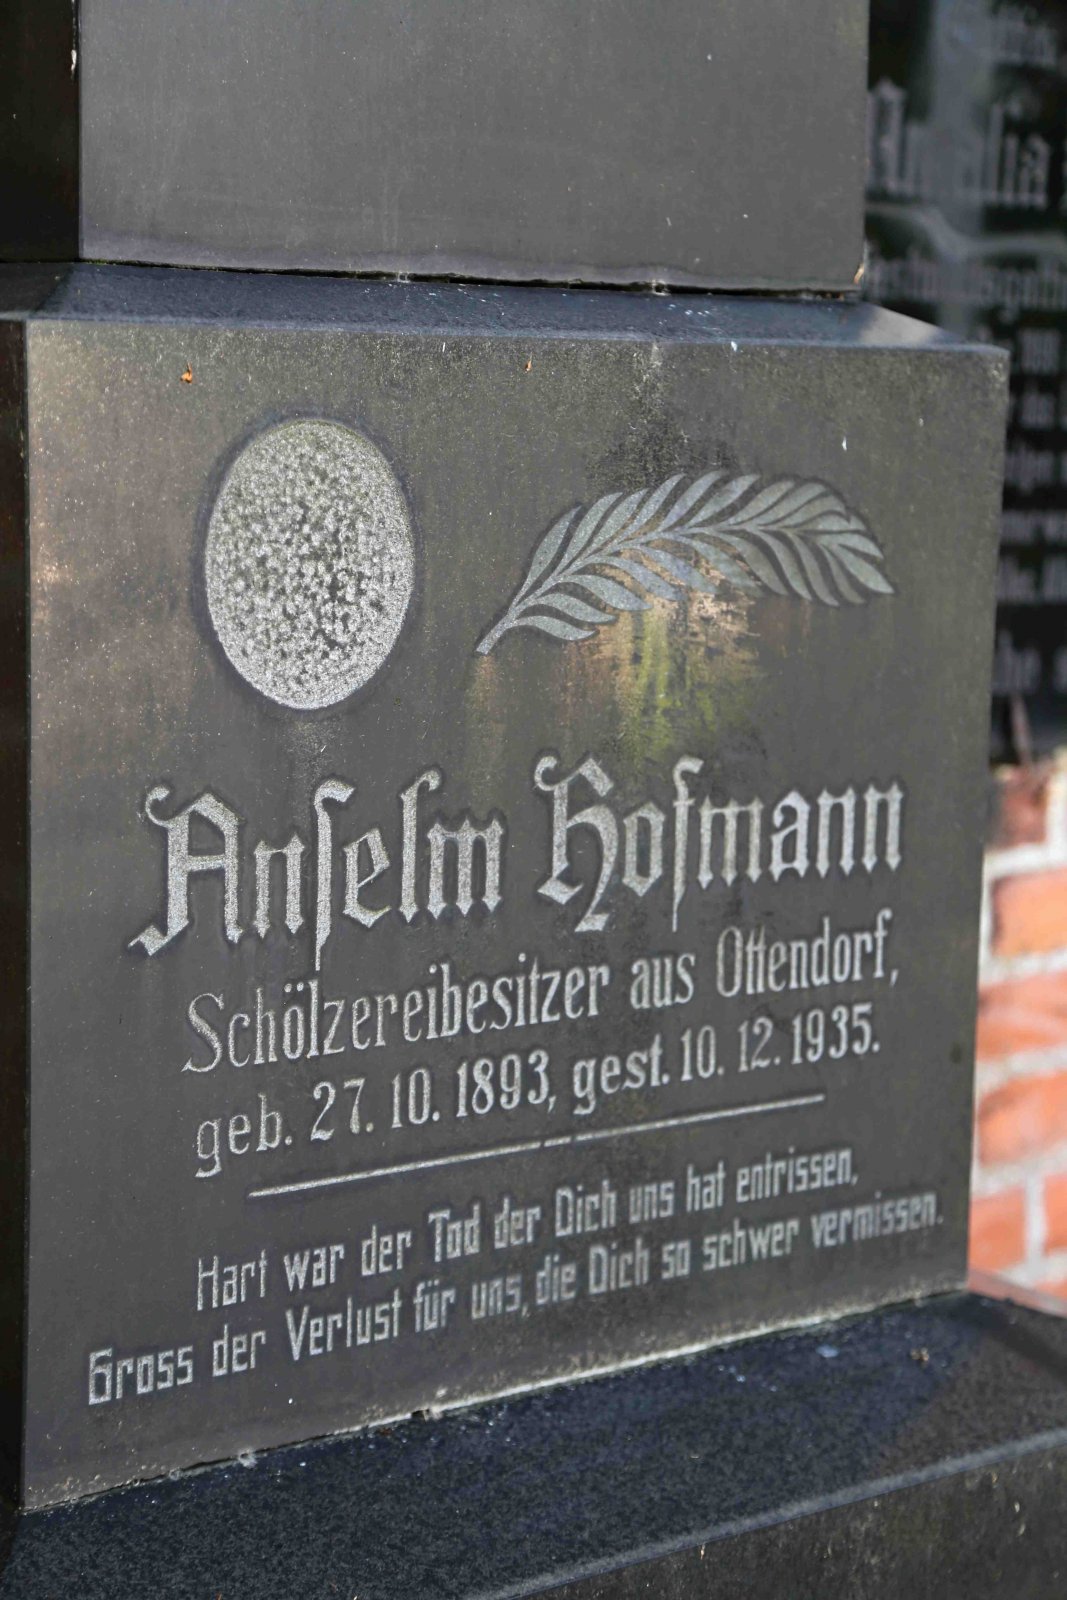 Anſelm Hofmann
Schölzereibesitzer aus Ottendorf,
geb. 27. 10. 1893, gest. 10. 12. 1935.
Hart war der Tod der Dich uns hat entrissen,
Gross der Verlust für uns, die Dich so schwer vermissen.